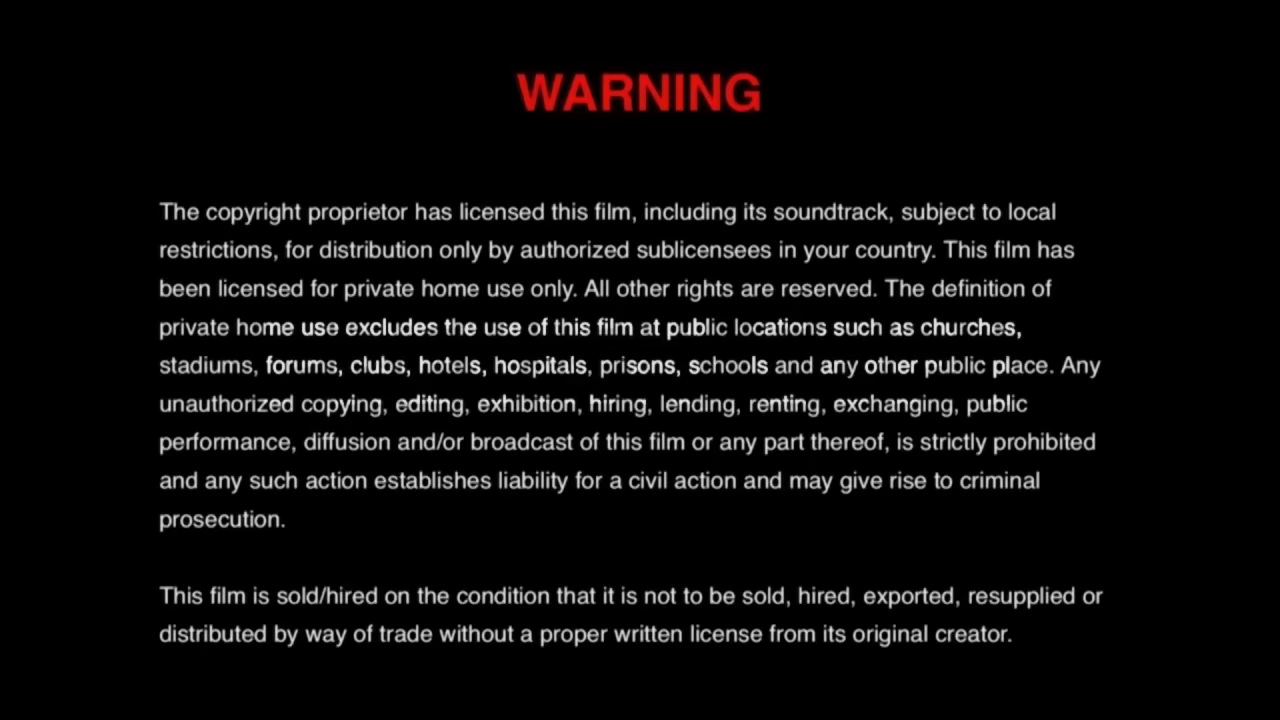 WARNING
The copyright proprietor has licensed this film, including its soundtrack, subject to local
restrictions, for distribution only by authorized sublicensees in your country. This film has
been licensed for private home use only. All other rights are reserved. The definition of
private home use excludes the use of this film at public locations such as churches,
stadiums, forums, clubs, hotels, hospitals, prisons, schools and any other public place. Any
unauthorized copying, editing, exhibition, hiring, lending, renting, exchanging, public
performance, diffusion and/or broadcast of this film or any part thereof, is strictly prohibited
and any such action establishes liability for a civil action and may give rise to criminal
prosecution.
This film is sold/hired on the condition that it is not to be sold, hired, exported, resupplied or
distributed by way of trade without a proper written license from its original creator.